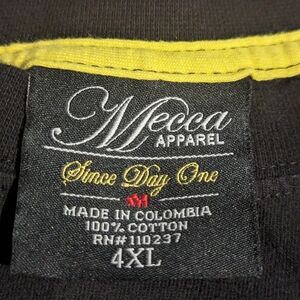 Mecca
APPAREL
Since Day One
MADE IN COLOMBIA
100% COTTON
RN#110237
4XL